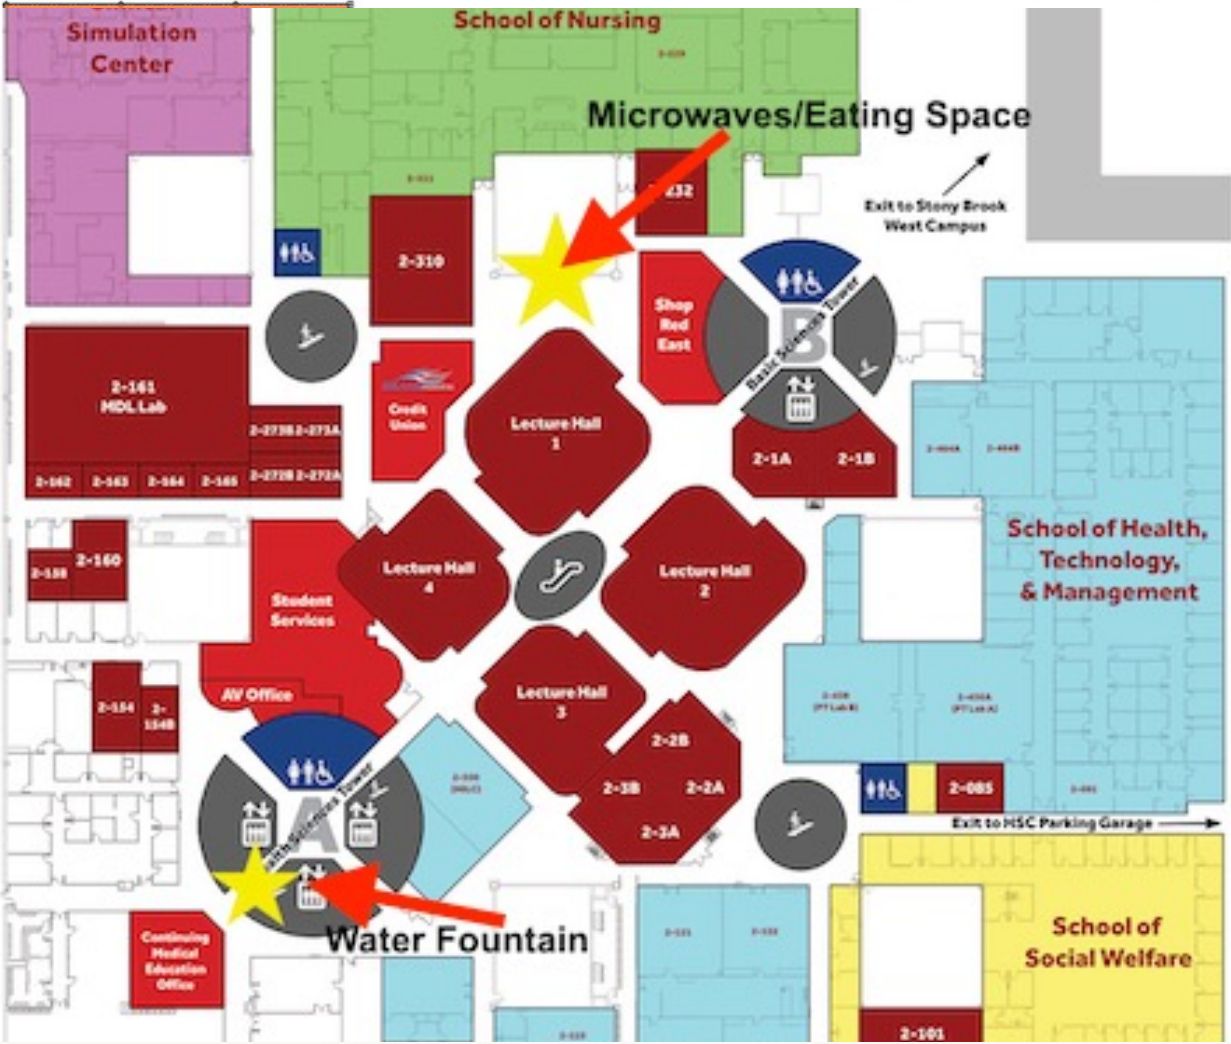 Simulation
Center
School of Nursing
2-229
Microwaves/Eating Space
2-232
Exit to Stony Brook
West Campus
2-310
Shop
Red
East
B
Basic Sciences Tower
2-161
MDL Lab
Credit
Union
Lecture Hall
1
2-273B 2-273A
2-272B 2-272A
2-162 2-163 2-164 2-165
2-1A 2-1B
2-160
Lecture Hall
4
Lecture Hall
2
School of Health,
Technology,
& Management
Student
Services
AV Office
2-154
2-
154B
Lecture Hall
3
2-2B
2-3B 2-2A
2-3A
2-085
Exit to HSC Parking Garage
A
Health Sciences Tower
Water Fountain
Continuing
Medical
Education
Office
School of
Social Welfare
2-101